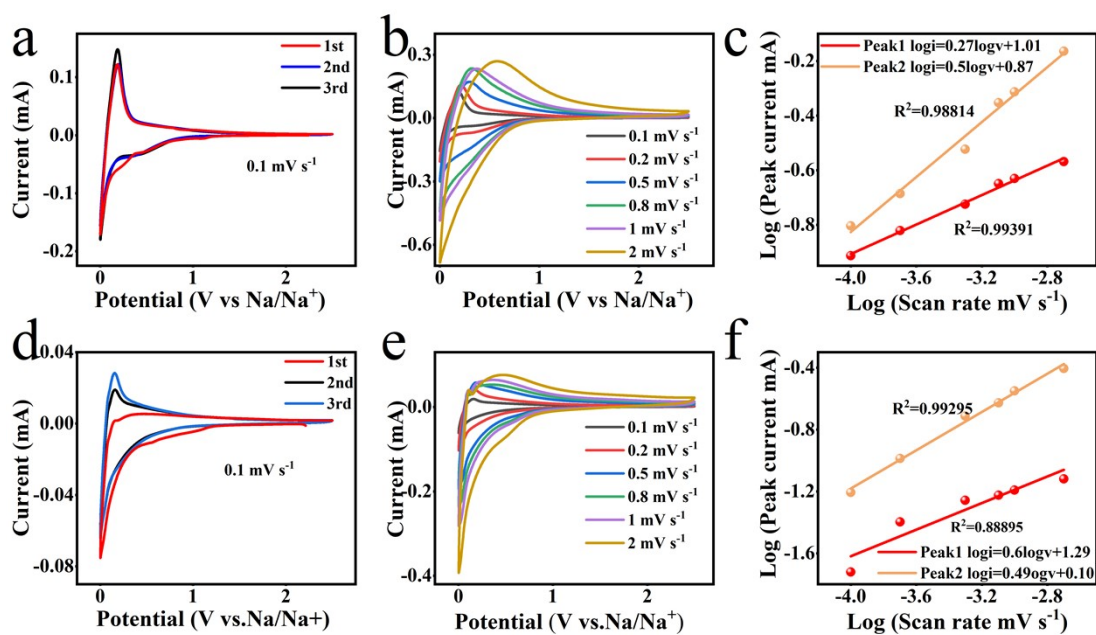 a
0.1
0.0
-0.1
-0.2
Current (mA)
1st
2nd
3rd
0.1 mV s⁻¹
0
1
2
Potential (V vs Na/Na⁺)
b
0.3
0.0
-0.3
-0.6
Current (mA)
0.1 mV s⁻¹
0.2 mV s⁻¹
0.5 mV s⁻¹
0.8 mV s⁻¹
1 mV s⁻¹
2 mV s⁻¹
0
1
2
Potential (V vs Na/Na⁺)
c
-0.2
-0.4
-0.6
-0.8
Log (Peak current mA)
Peak1 logi=0.27logv+1.01
Peak2 logi=0.5logv+0.87
R²=0.98814
R²=0.99391
-4.0
-3.6
-3.2
-2.8
Log (Scan rate mV s⁻¹)
d
0.04
0.00
-0.04
-0.08
Current (mA)
1st
2nd
3rd
0.1 mV s⁻¹
0
1
2
Potential (V vs.Na/Na+)
e
0.0
-0.2
-0.4
Current (mA)
0.1 mV s⁻¹
0.2 mV s⁻¹
0.5 mV s⁻¹
0.8 mV s⁻¹
1 mV s⁻¹
2 mV s⁻¹
0
1
2
Potential (V vs.Na/Na⁺)
f
-0.4
-0.8
-1.2
-1.6
Log (Peak current mA)
R²=0.99295
R²=0.88895
Peak1 logi=0.6logv+1.29
Peak2 logi=0.49ogv+0.10
-4.0
-3.6
-3.2
-2.8
Log (Scan rate mV s⁻¹)